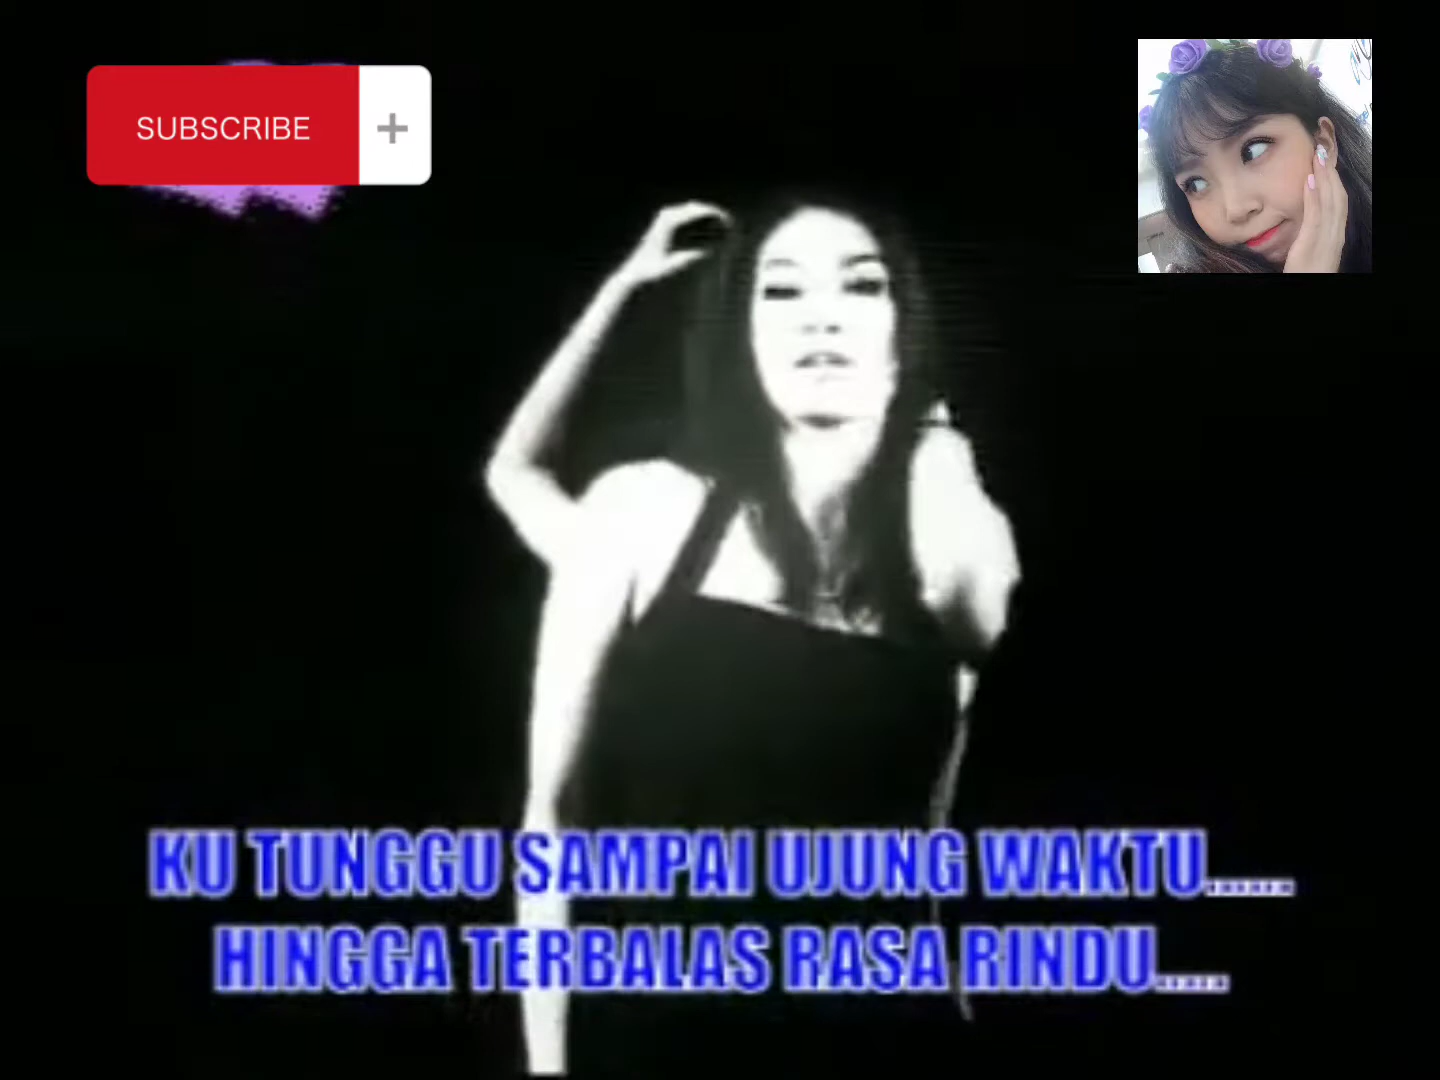 SUBSCRIBE +
KU TUNGGU SAMPAI UJUNG WAKTU......
HINGGA TERBALAS RASA RINDU.....